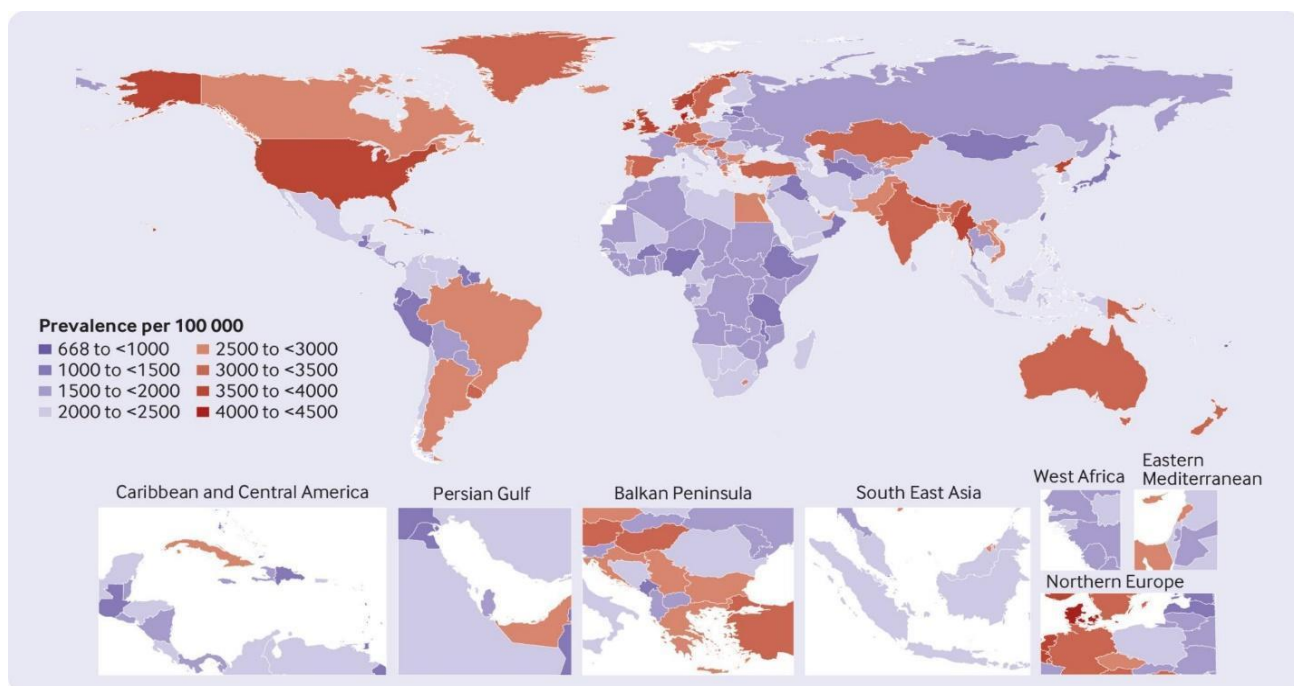 Prevalence per 100 000
668 to <1000
1000 to <1500
1500 to <2000
2000 to <2500
2500 to <3000
3000 to <3500
3500 to <4000
4000 to <4500
Caribbean and Central America
Persian Gulf
Balkan Peninsula
South East Asia
West Africa
Eastern
Mediterranean
Northern Europe